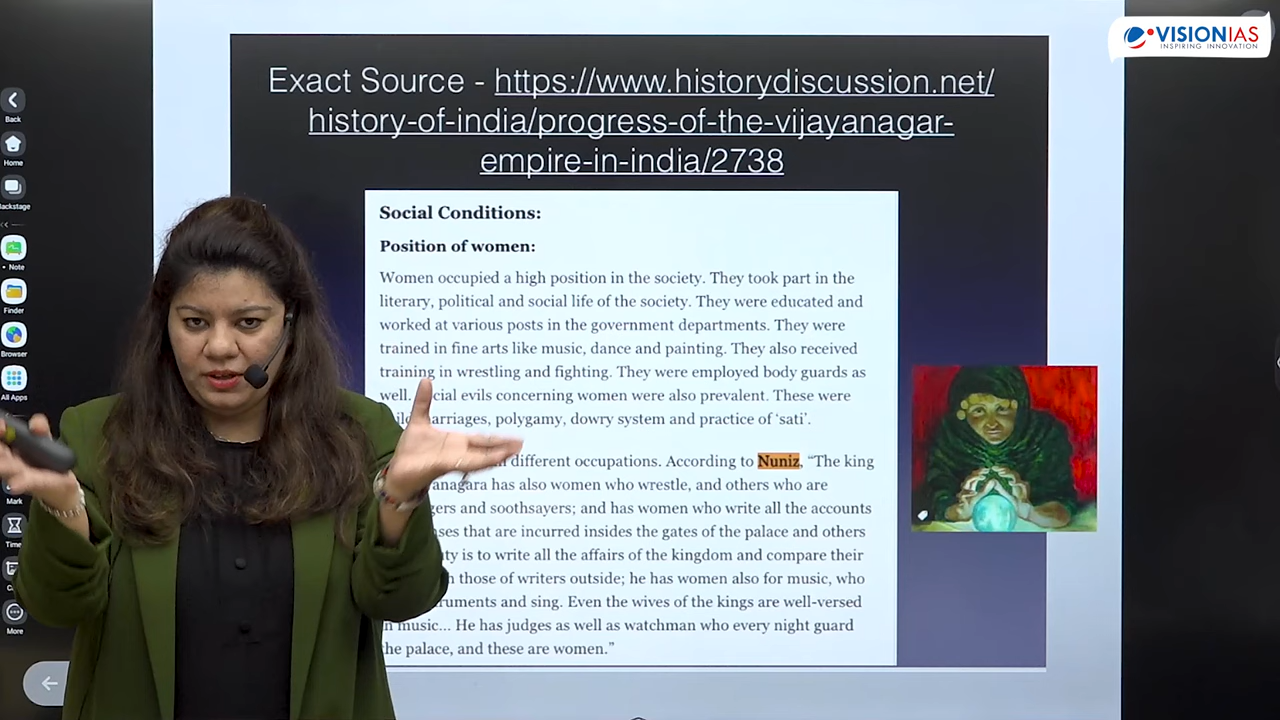 VISIONIAS
INSPIRING INNOVATION
Exact Source - https://www.historydiscussion.net/
history-of-india/progress-of-the-vijayanagar-
empire-in-india/2738
Social Conditions:
Position of women:
Women occupied a high position in the society. They took part in the
literary, political and social life of the society. They were educated and
worked at various posts in the government departments. They were
trained in fine arts like music, dance and painting. They also received
training in wrestling and fighting. They were employed body guards as
well. cial evils concerning women were also prevalent. These were
arriages, polygamy, dowry system and practice of ‘sati’.
different occupations. According to Nuniz, “The king
anagara has also women who wrestle, and others who are
gers and soothsayers; and has women who write all the accounts
nses that are incurred insides the gates of the palace and others
ty is to write all the affairs of the kingdom and compare their
those of writers outside; he has women also for music, who
truments and sing. Even the wives of the kings are well-versed
in music... He has judges as well as watchman who every night guard
the palace, and these are women.”
Back
Home
Backstage
Note
Finder
Browser
All Apps
Mark
Time
More